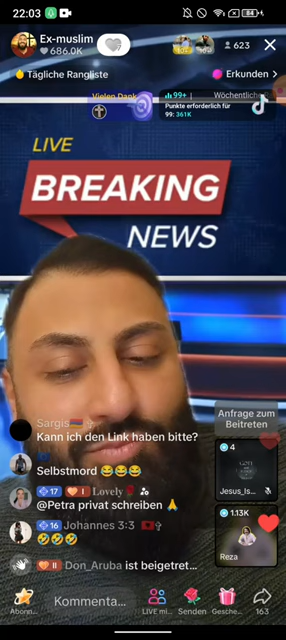 22:03
84
Ex-muslim
686.0K
623
Tägliche Rangliste
Erkunden >
Vielen Dank
99+ | Wöchentliche
Punkte erforderlich für
99: 361K
LIVE
BREAKING
NEWS
Sargis🇦🇲✞
Kann ich den Link haben bitte?
Selbstmord 😂😂😂
17 I Lovely🌹
@Petra privat schreiben 🙏
16 Johannes 3:3 🇦🇱✞
🤣🤣🤣
II Don_Aruba ist beigetret...
Anfrage zum
Beitreten
4
Jesus_Is...
1.13K
Reza
Abonn...
Kommenta...
LIVE mi...
Senden
Gesche...
163